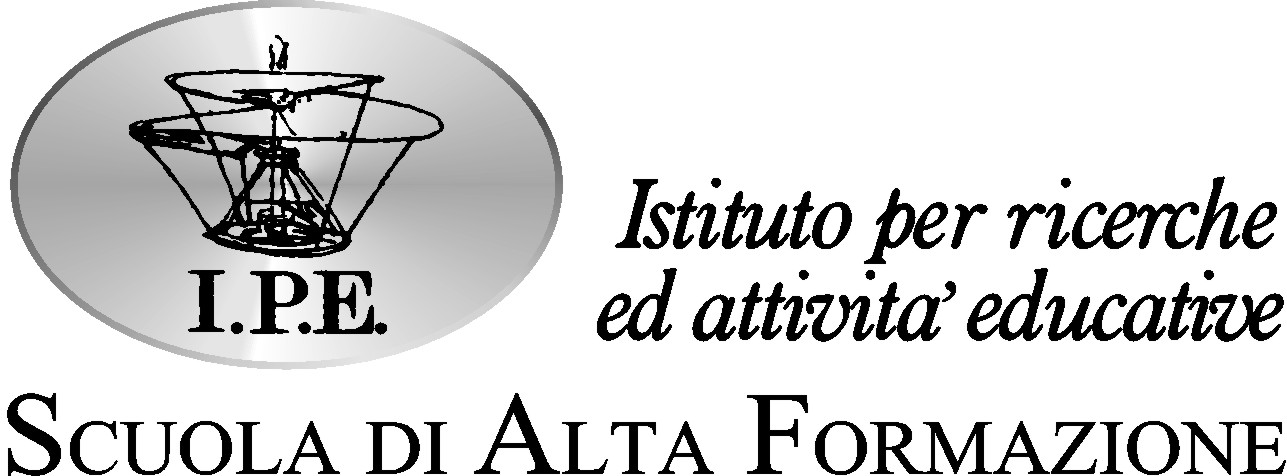 I.P.E.
Istituto per ricerche
ed attivita' educative
SCUOLA DI ALTA FORMAZIONE